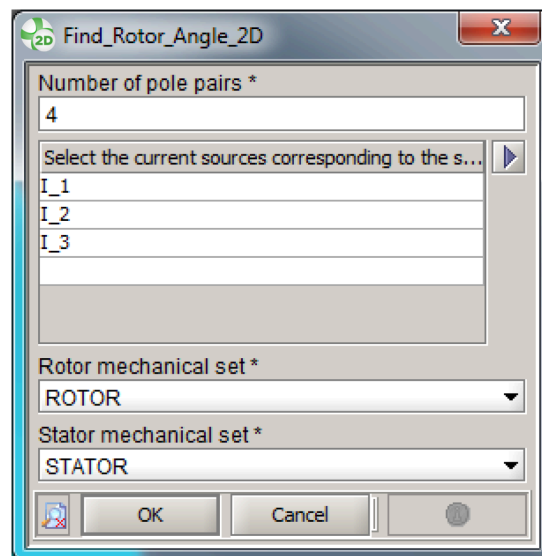 2D Find_Rotor_Angle_2D
Number of pole pairs *
4
Select the current sources corresponding to the s...
I_1
I_2
I_3
Rotor mechanical set *
ROTOR
Stator mechanical set *
STATOR
OK Cancel